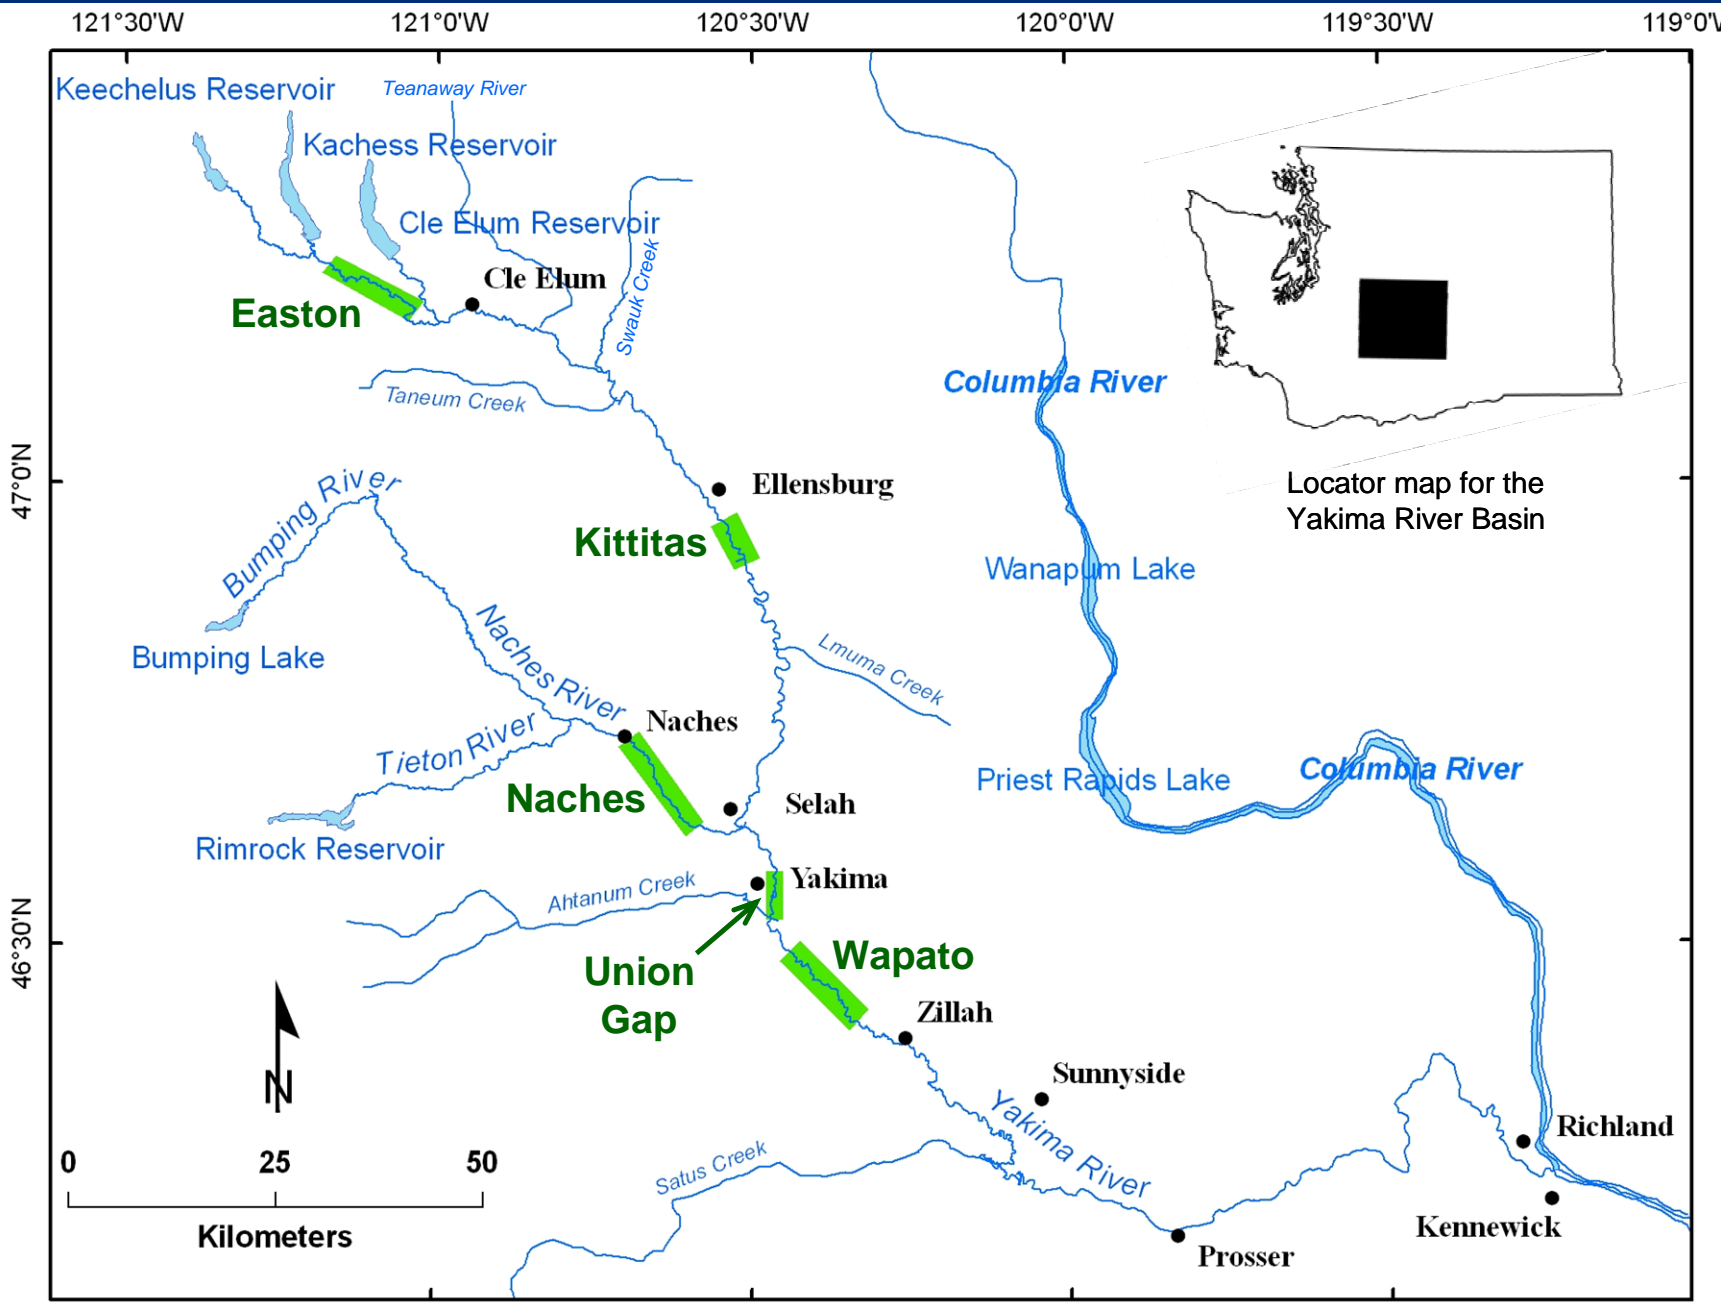 121°30'W
121°0'W
120°30'W
120°0'W
119°30'W
119°0'W
Keechelus Reservoir
Teanaway River
Kachess Reservoir
Cle Elum Reservoir
Cle Elum
Swauk Creek
Easton
Taneum Creek
Columbia River
47°0'N
Bumping River
Ellensburg
Locator map for the
Yakima River Basin
Kittitas
Wanapum Lake
Bumping Lake
Naches River
Lmuma Creek
Naches
Tieton River
Naches
Priest Rapids Lake
Columbia River
Selah
Rimrock Reservoir
Yakima
Ahtanum Creek
46°30'N
Wapato
Union
Gap
Zillah
N
Sunnyside
Yakima River
Richland
0 25 50
Satus Creek
Kilometers
Kennewick
Prosser